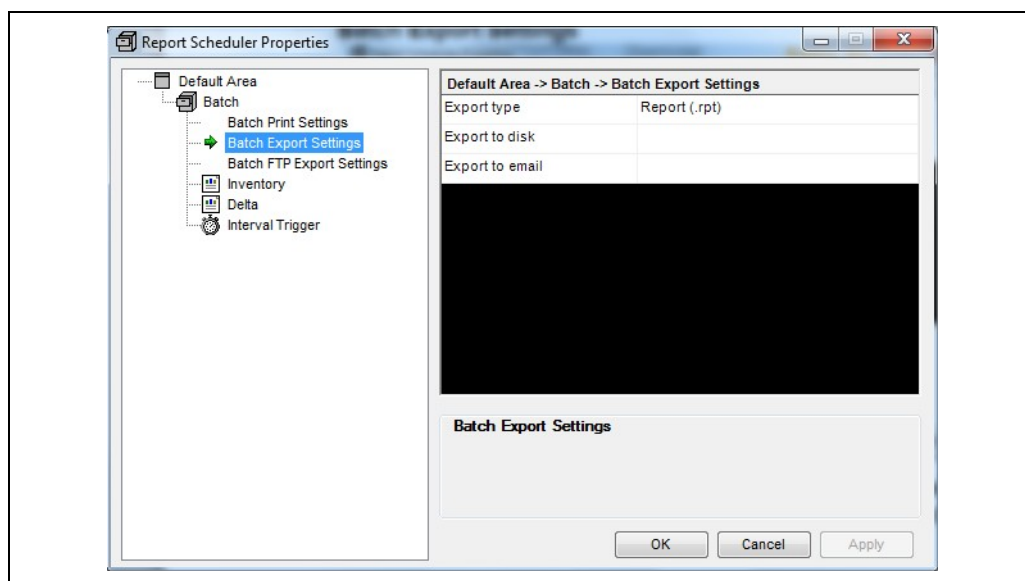 Report Scheduler Properties
Default Area
Batch
Batch Print Settings
Batch Export Settings
Batch FTP Export Settings
Inventory
Delta
Interval Trigger
Default Area -> Batch -> Batch Export Settings
Export type Report (.rpt)
Export to disk
Export to email
Batch Export Settings
OK Cancel Apply